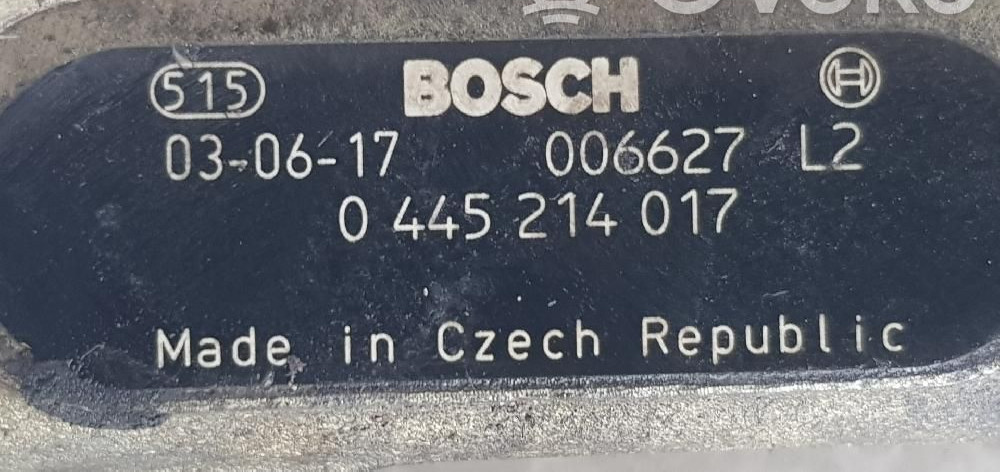 515 BOSCH
03-06-17 006627 L2
0 445 214 017
Made in Czech Republic